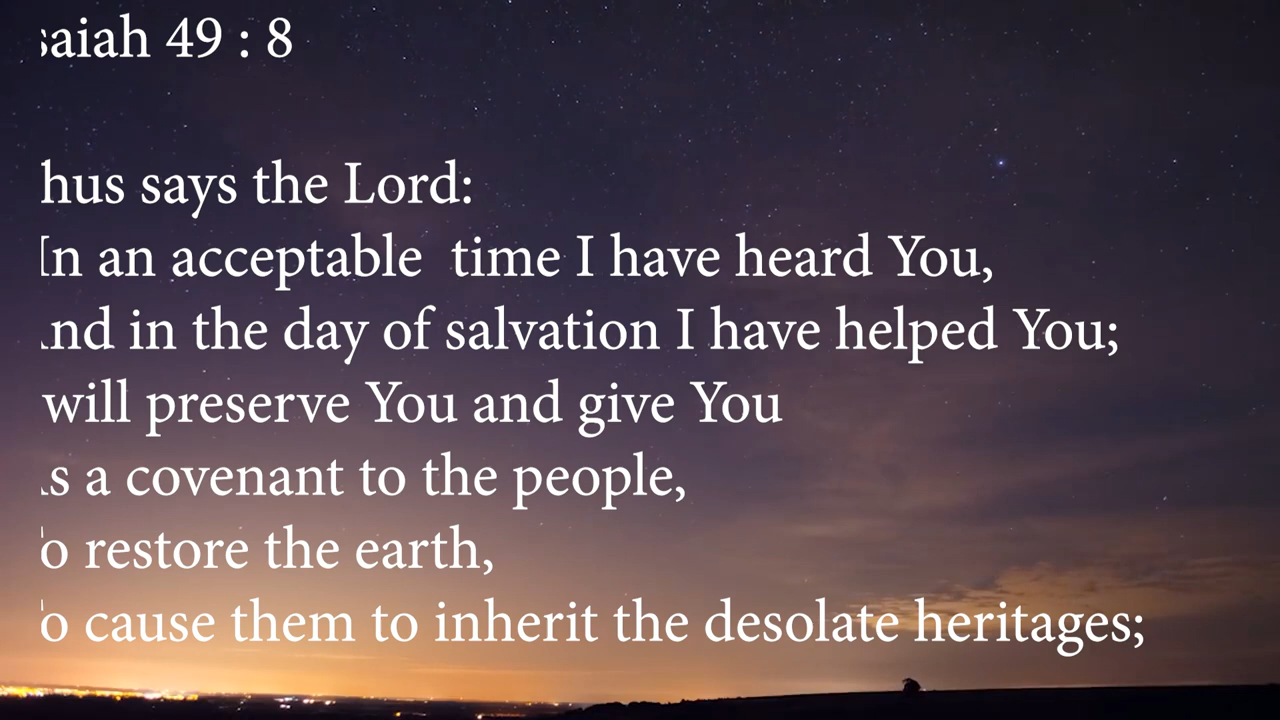 saiah 49 : 8
hus says the Lord:
In an acceptable  time I have heard You,
nd in the day of salvation I have helped You;
will preserve You and give You
s a covenant to the people,
o restore the earth,
o cause them to inherit the desolate heritages;